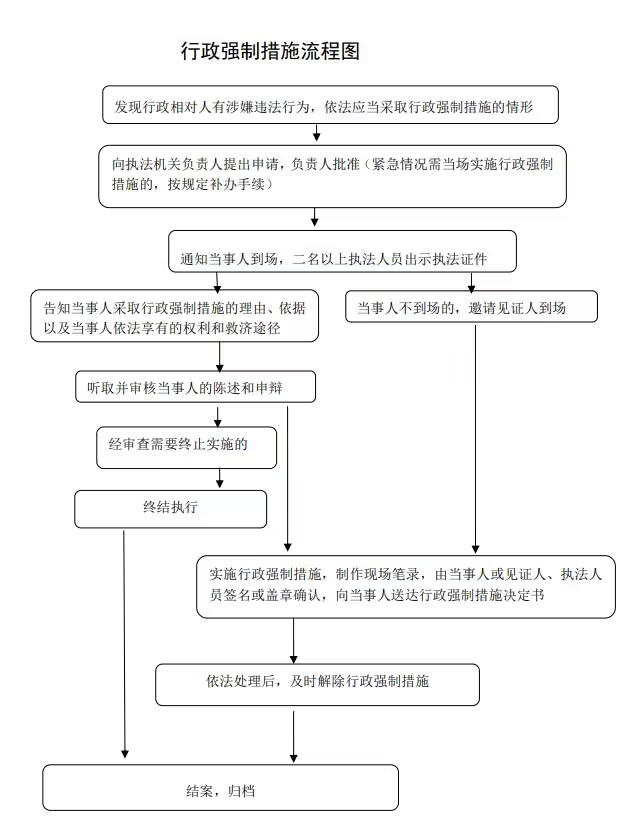 行政强制措施流程图
发现行政相对人有涉嫌违法行为，依法应当采取行政强制措施的情形
向执法机关负责人提出申请，负责人批准（紧急情况需当场实施行政强制
措施的，按规定补办手续）
通知当事人到场，二名以上执法人员出示执法证件
告知当事人采取行政强制措施的理由、依据
以及当事人依法享有的权利和救济途径
当事人不到场的，邀请见证人到场
听取并审核当事人的陈述和申辩
经审查需要终止实施的
终结执行
实施行政强制措施，制作现场笔录，由当事人或见证人、执法人
员签名或盖章确认，向当事人送达行政强制措施决定书
依法处理后，及时解除行政强制措施
结案，归档